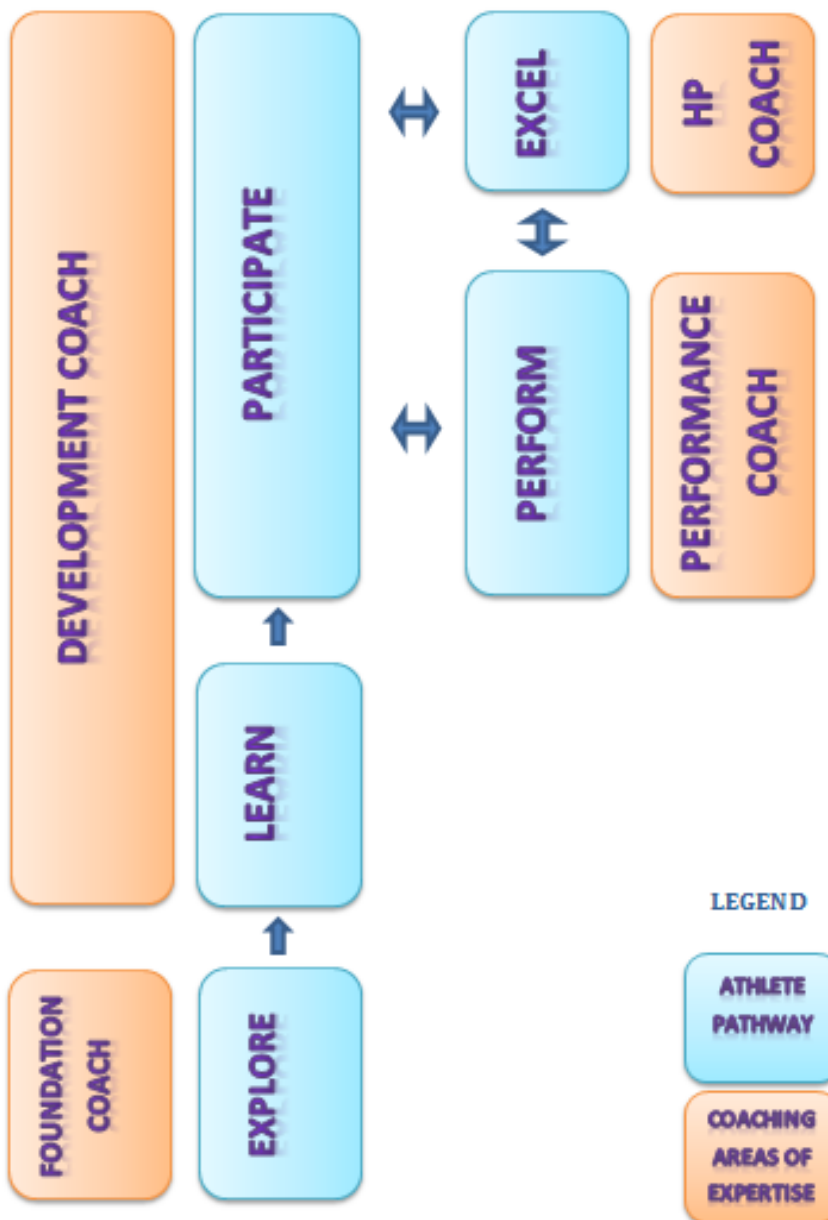 DEVELOPMENT COACH
PARTICIPATE
EXCEL
HP
COACH
PERFORM
PERFORMANCE
COACH
LEARN
FOUNDATION
COACH
EXPLORE
LEGEND
ATHLETE
PATHWAY
COACHING
AREAS OF
EXPERTISE